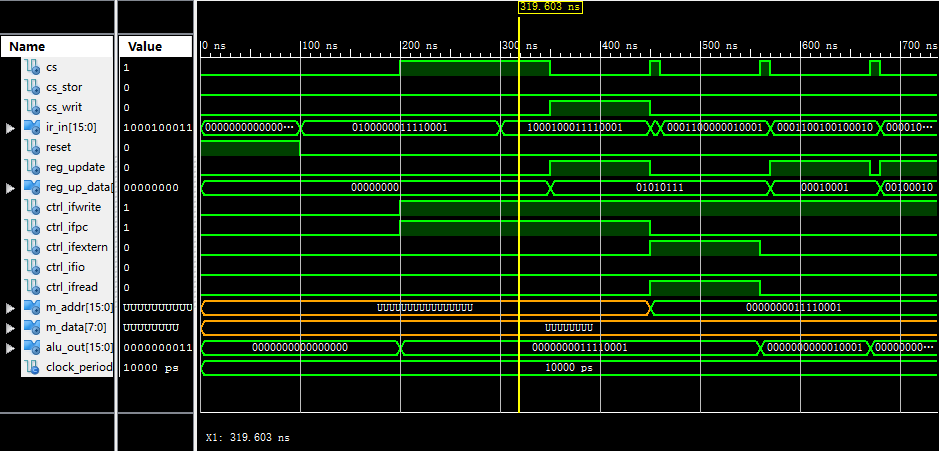 319.603 ns
Name Value 0 ns 100 ns 200 ns 300 ns 400 ns 500 ns 600 ns 700 ns
cs 1
cs_stor 0
cs_writ 0
ir_in[15:0] 1000100011 0000000000000... 0100000011110001 1000100011110001 0001100000010001 0001100100100010 000010...
reset 0
reg_update 0
reg_up_data[ 00000000 00000000 01010111 00010001 00100010
ctrl_ifwrite 1
ctrl_ifpc 1
ctrl_ifextern 0
ctrl_ifio 0
ctrl_ifread 0
m_addr[15:0] UUUUUUUUUU UUUUUUUUUUUUUUUU 0000000011110001
m_data[7:0] UUUUUUUU UUUUUUUU
alu_out[15:0] 0000000011 0000000000000000 0000000011110001 0000000000010001 00000000...
clock_period 10000 ps 10000 ps
X1: 319.603 ns